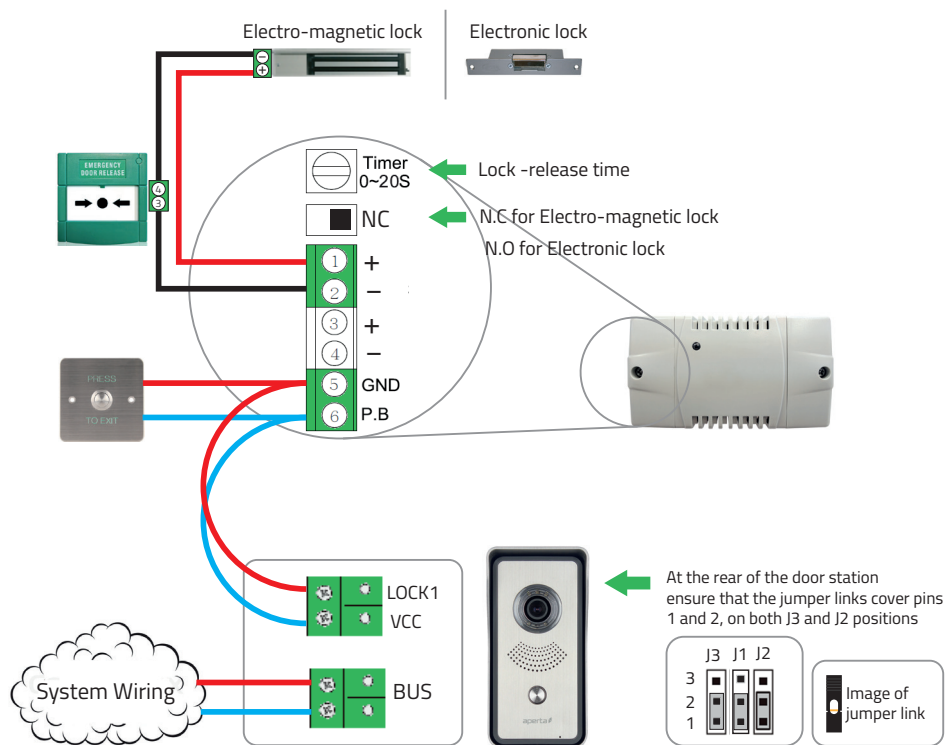 Electro-magnetic lock
Electronic lock
−
+
EMERGENCY
DOOR RELEASE
4
3
Timer
0~20S
Lock -release time
NC
N.C for Electro-magnetic lock
N.O for Electronic lock
1 +
2 −
3 +
4 −
5 GND
6 P.B
PRESS
TO EXIT
LOCK1
VCC
BUS
System Wiring
aperta
At the rear of the door station
ensure that the jumper links cover pins
1 and 2, on both J3 and J2 positions
J3 J1 J2
3
2
1
Image of
jumper link